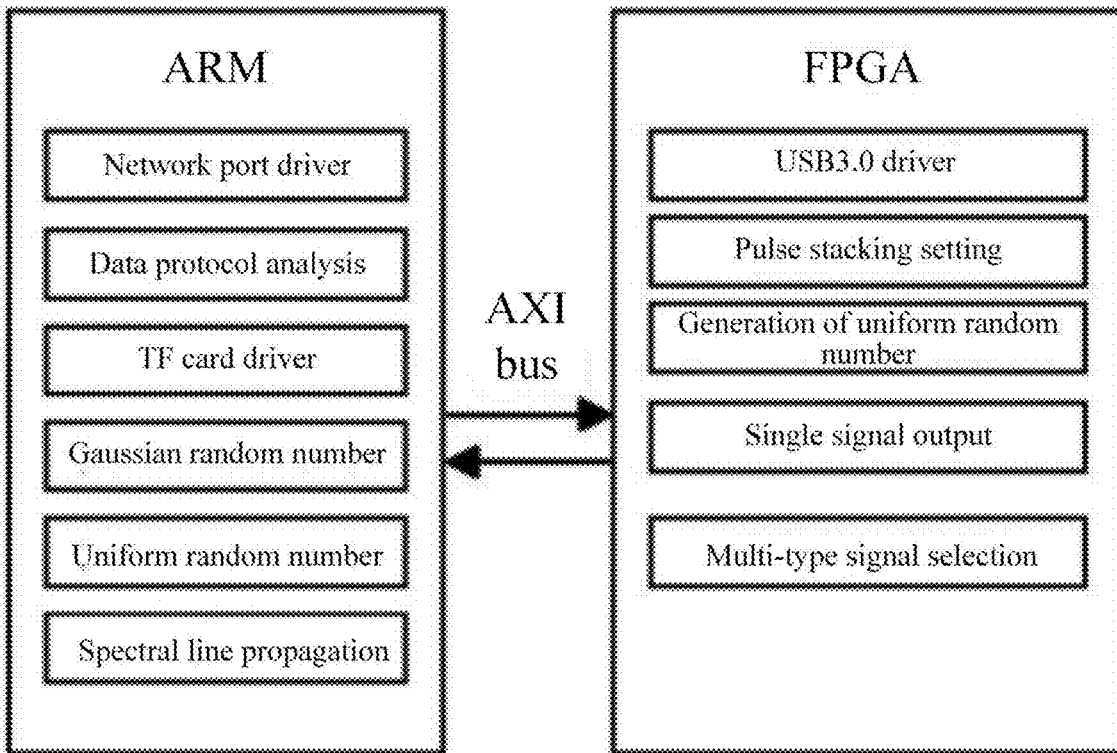 ARM
Network port driver
Data protocol analysis
TF card driver
Gaussian random number
Uniform random number
Spectral line propagation
AXI
bus
FPGA
USB3.0 driver
Pulse stacking setting
Generation of uniform random
number
Single signal output
Multi-type signal selection